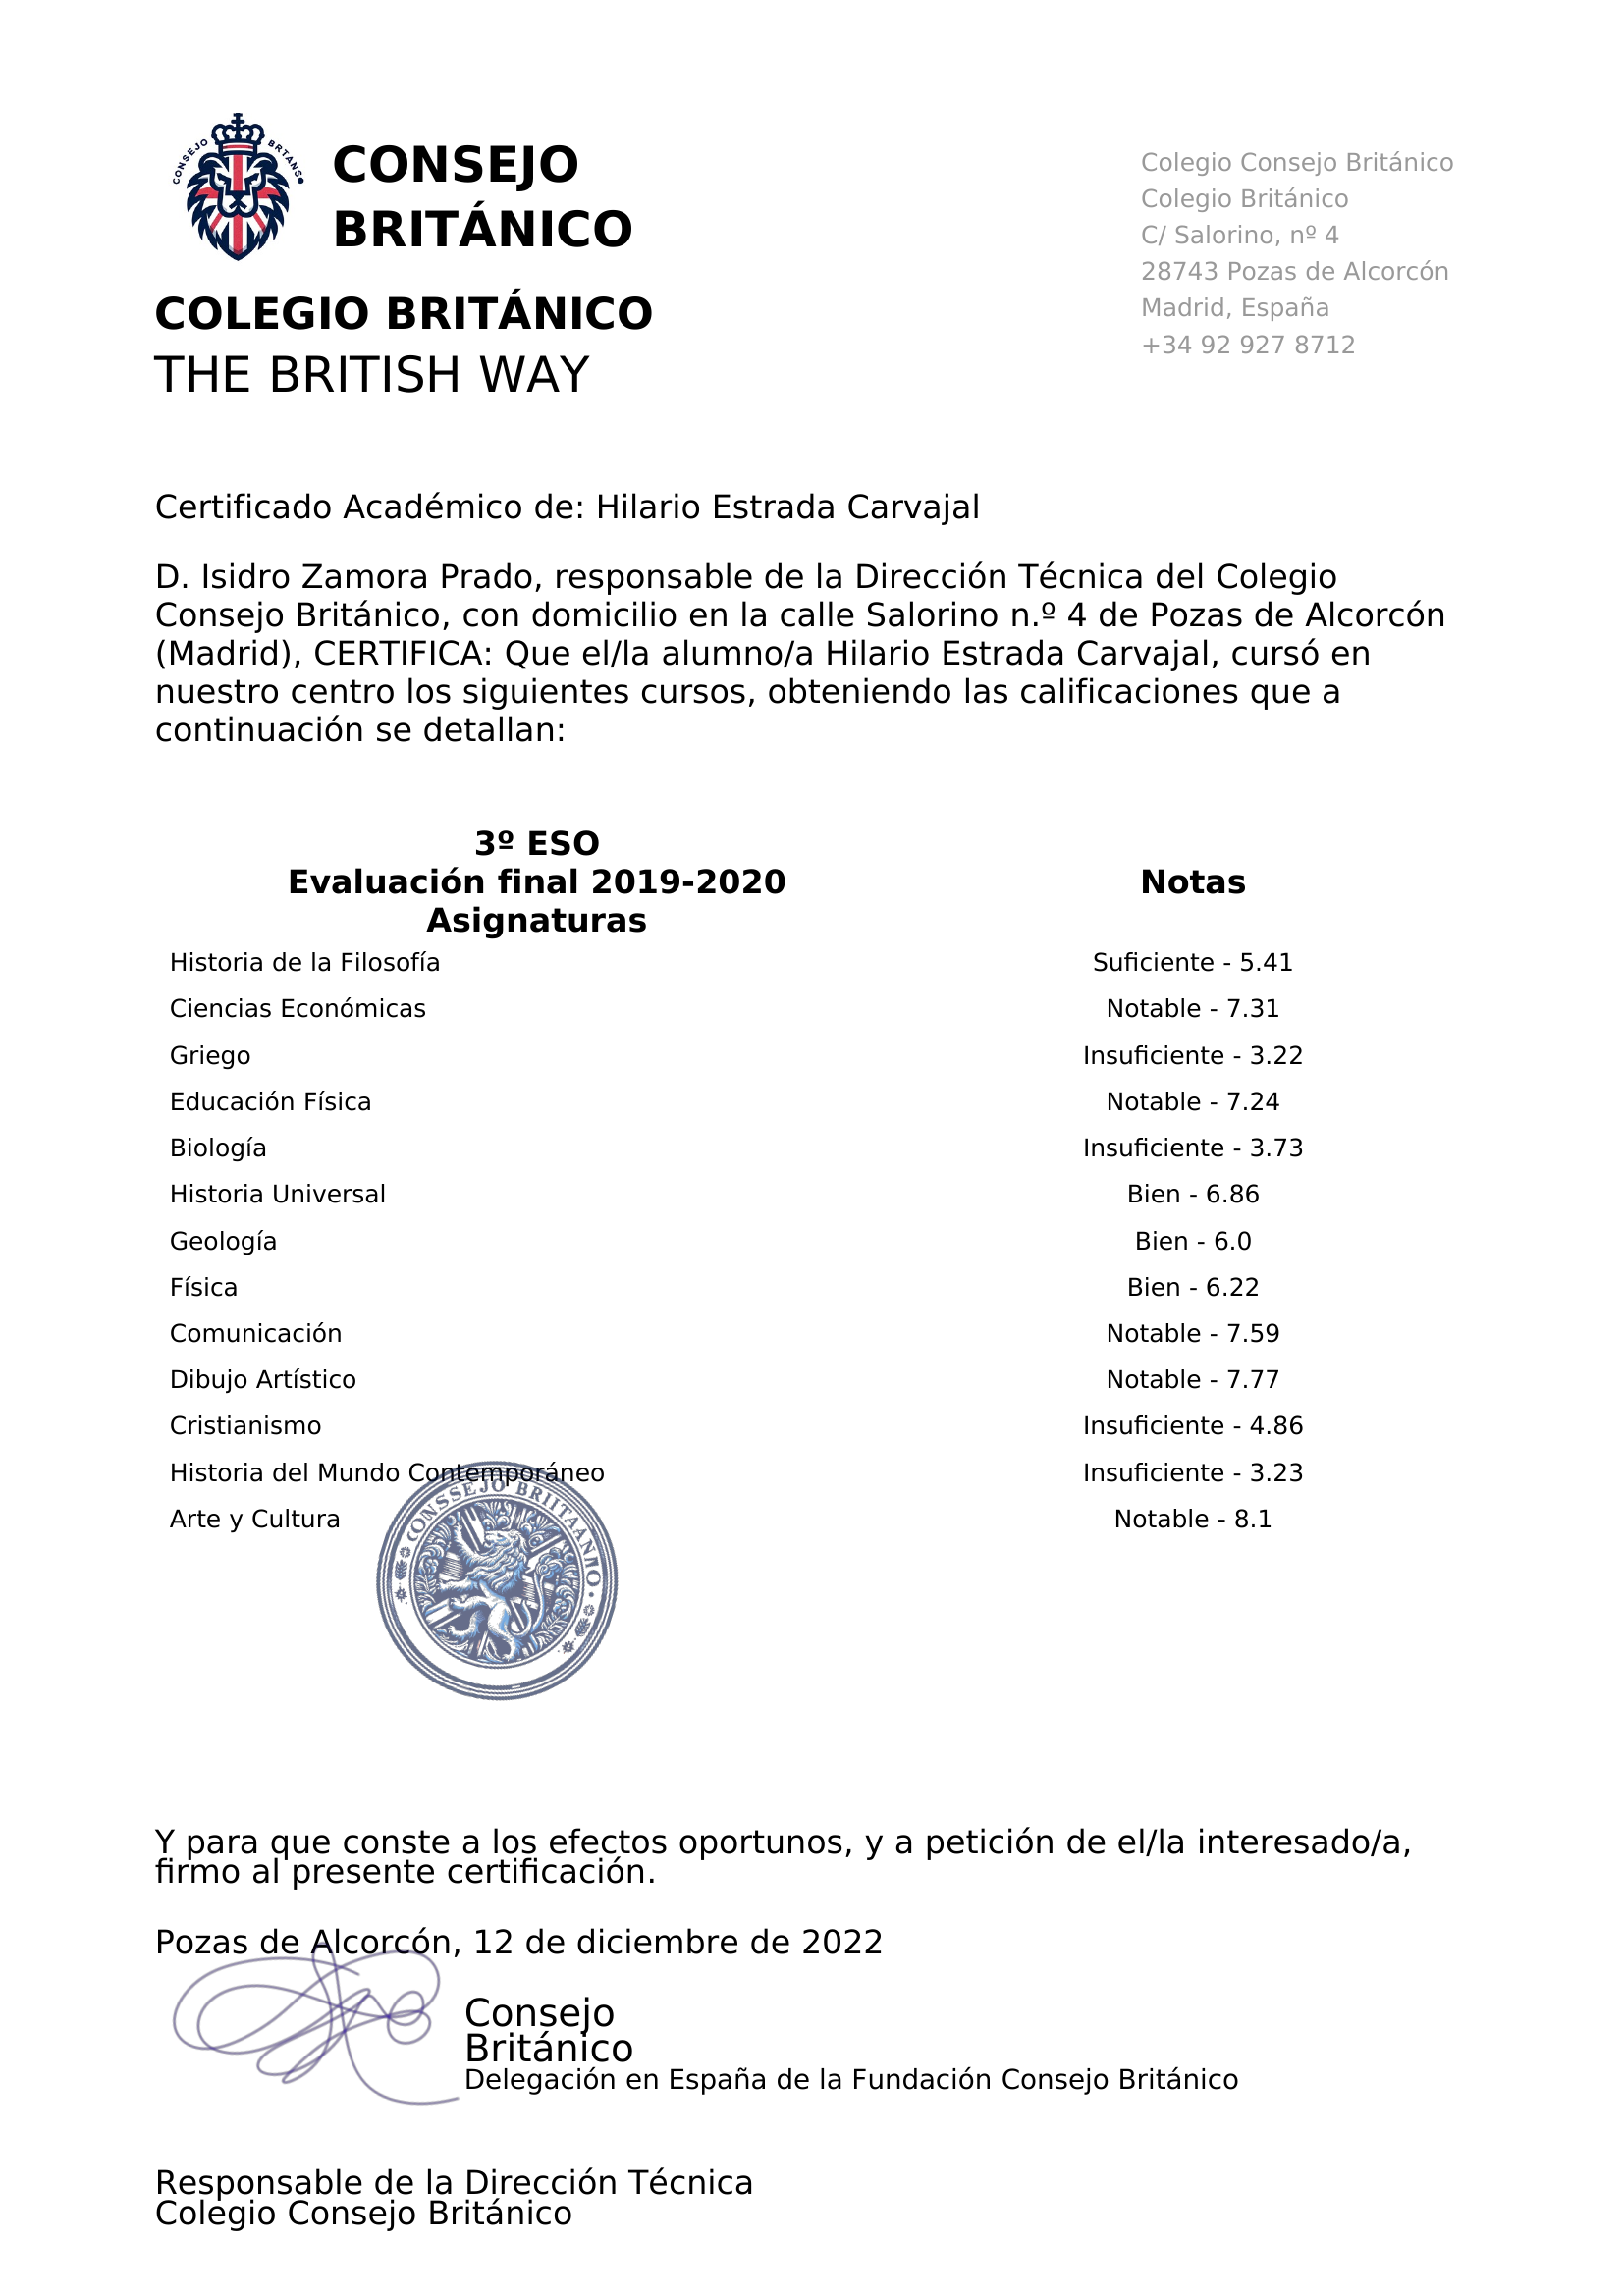 CONSEJO BRTANS
CONSEJO
BRITÁNICO
COLEGIO BRITÁNICO
THE BRITISH WAY
Colegio Consejo Británico
Colegio Británico
C/ Salorino, nº 4
28743 Pozas de Alcorcón
Madrid, España
+34 92 927 8712
Certificado Académico de: Hilario Estrada Carvajal
D. Isidro Zamora Prado, responsable de la Dirección Técnica del Colegio
Consejo Británico, con domicilio en la calle Salorino n.º 4 de Pozas de Alcorcón
(Madrid), CERTIFICA: Que el/la alumno/a Hilario Estrada Carvajal, cursó en
nuestro centro los siguientes cursos, obteniendo las calificaciones que a
continuación se detallan:
3º ESO
Evaluación final 2019-2020 Notas
Asignaturas
Historia de la Filosofía Suficiente - 5.41
Ciencias Económicas Notable - 7.31
Griego Insuficiente - 3.22
Educación Física Notable - 7.24
Biología Insuficiente - 3.73
Historia Universal Bien - 6.86
Geología Bien - 6.0
Física Bien - 6.22
Comunicación Notable - 7.59
Dibujo Artístico Notable - 7.77
Cristianismo Insuficiente - 4.86
Historia del Mundo Contemporáneo Insuficiente - 3.23
Arte y Cultura Notable - 8.1
Y para que conste a los efectos oportunos, y a petición de el/la interesado/a,
firmo al presente certificación.
Pozas de Alcorcón, 12 de diciembre de 2022
Consejo
Británico
Delegación en España de la Fundación Consejo Británico
Responsable de la Dirección Técnica
Colegio Consejo Británico